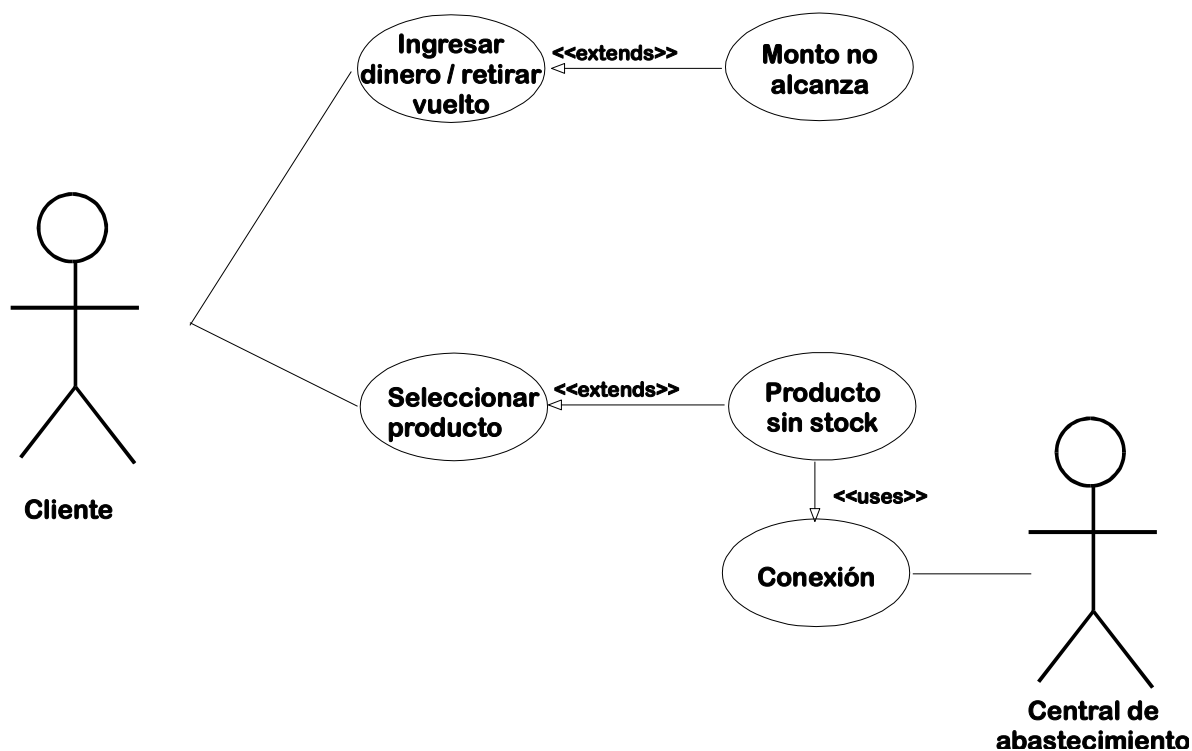 Ingresar
dinero / retirar
vuelto
<<extends>>
Monto no
alcanza
Seleccionar
producto
<<extends>>
Producto
sin stock
Cliente
<<uses>>
Conexión
Central de
abastecimiento